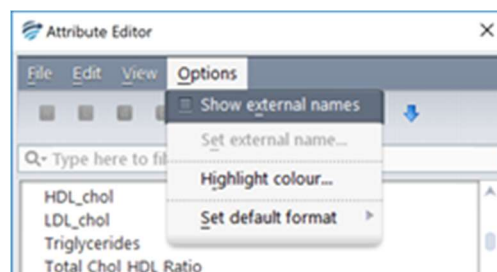 Attribute Editor
File Edit View Options
Show external names
Set external name...
Type here to fil
Highlight colour...
Set default format
HDL_chol
LDL_chol
Triglycerides
Total Chol HDL Ratio